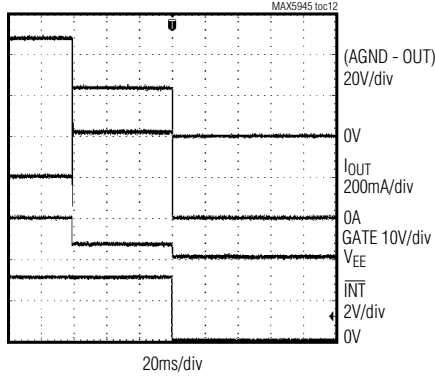 MAX5945 toc12
(AGND - OUT)
20V/div
0V
IOUT
200mA/div
0A
GATE 10V/div
VEE
INT
2V/div
0V
20ms/div